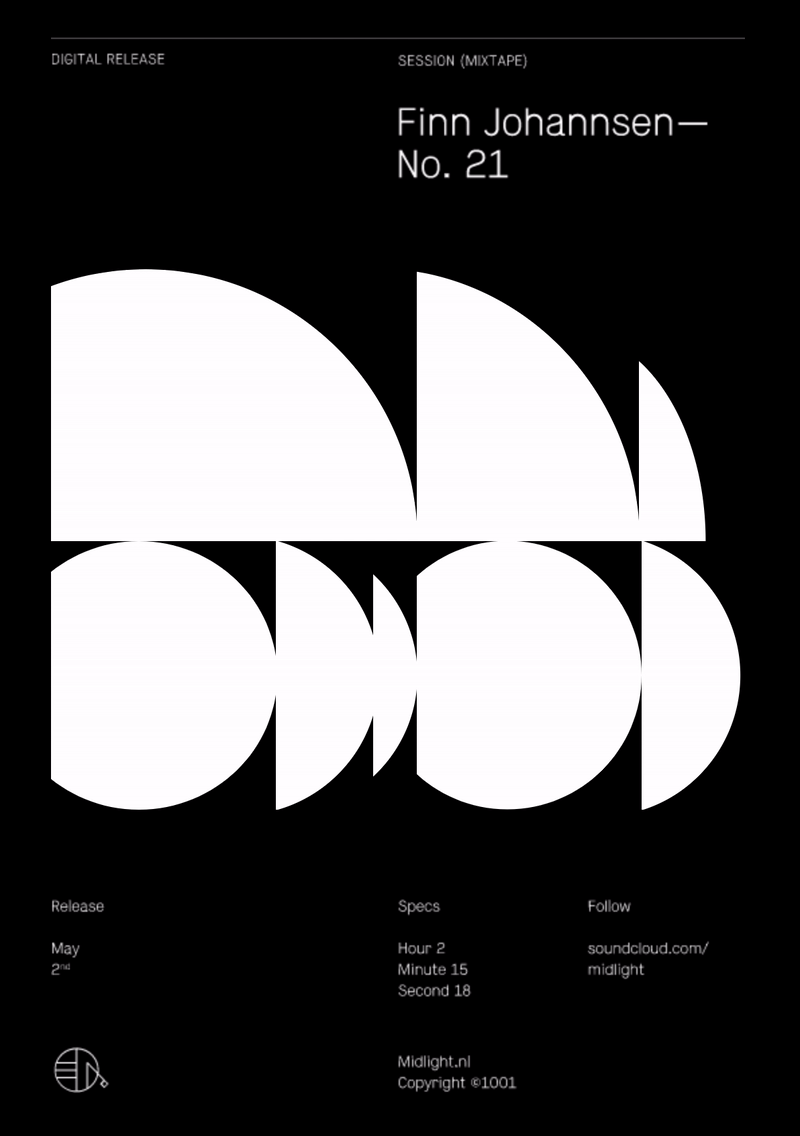 DIGITAL RELEASE
SESSION (MIXTAPE)
Finn Johannsen—
No. 21
Release
May
2nd
Specs
Hour 2
Minute 15
Second 18
Follow
soundcloud.com/
midlight
Midlight.nl
Copyright ©1001